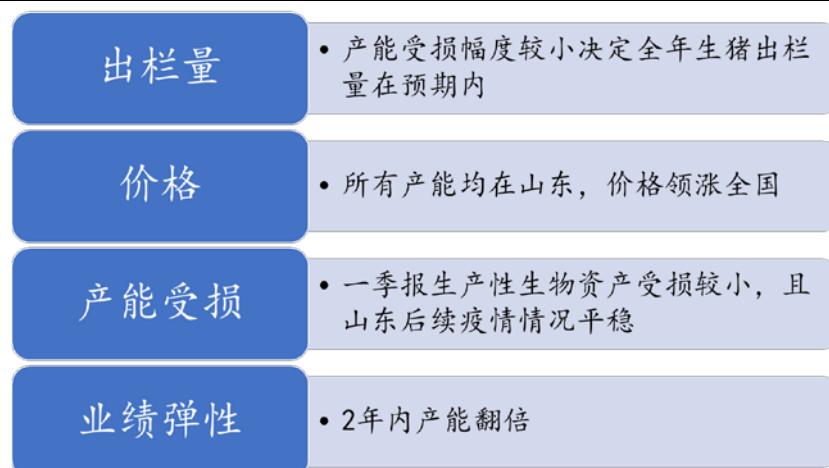 出栏量
• 产能受损幅度较小决定全年生猪出栏
量在预期内
价格
• 所有产能均在山东，价格领涨全国
产能受损
• 一季报生产性生物资产受损较小，且
山东后续疫情情况平稳
业绩弹性
• 2年内产能翻倍